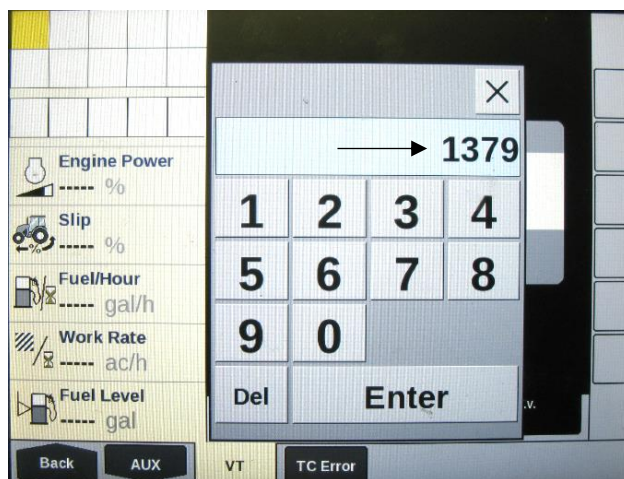 1379
Engine Power
----- %
Slip
----- %
Fuel/Hour
----- gal/h
Work Rate
----- ac/h
Fuel Level
----- gal
1 2 3 4
5 6 7 8
9 0
Del Enter
.v.
Back AUX VT TC Error